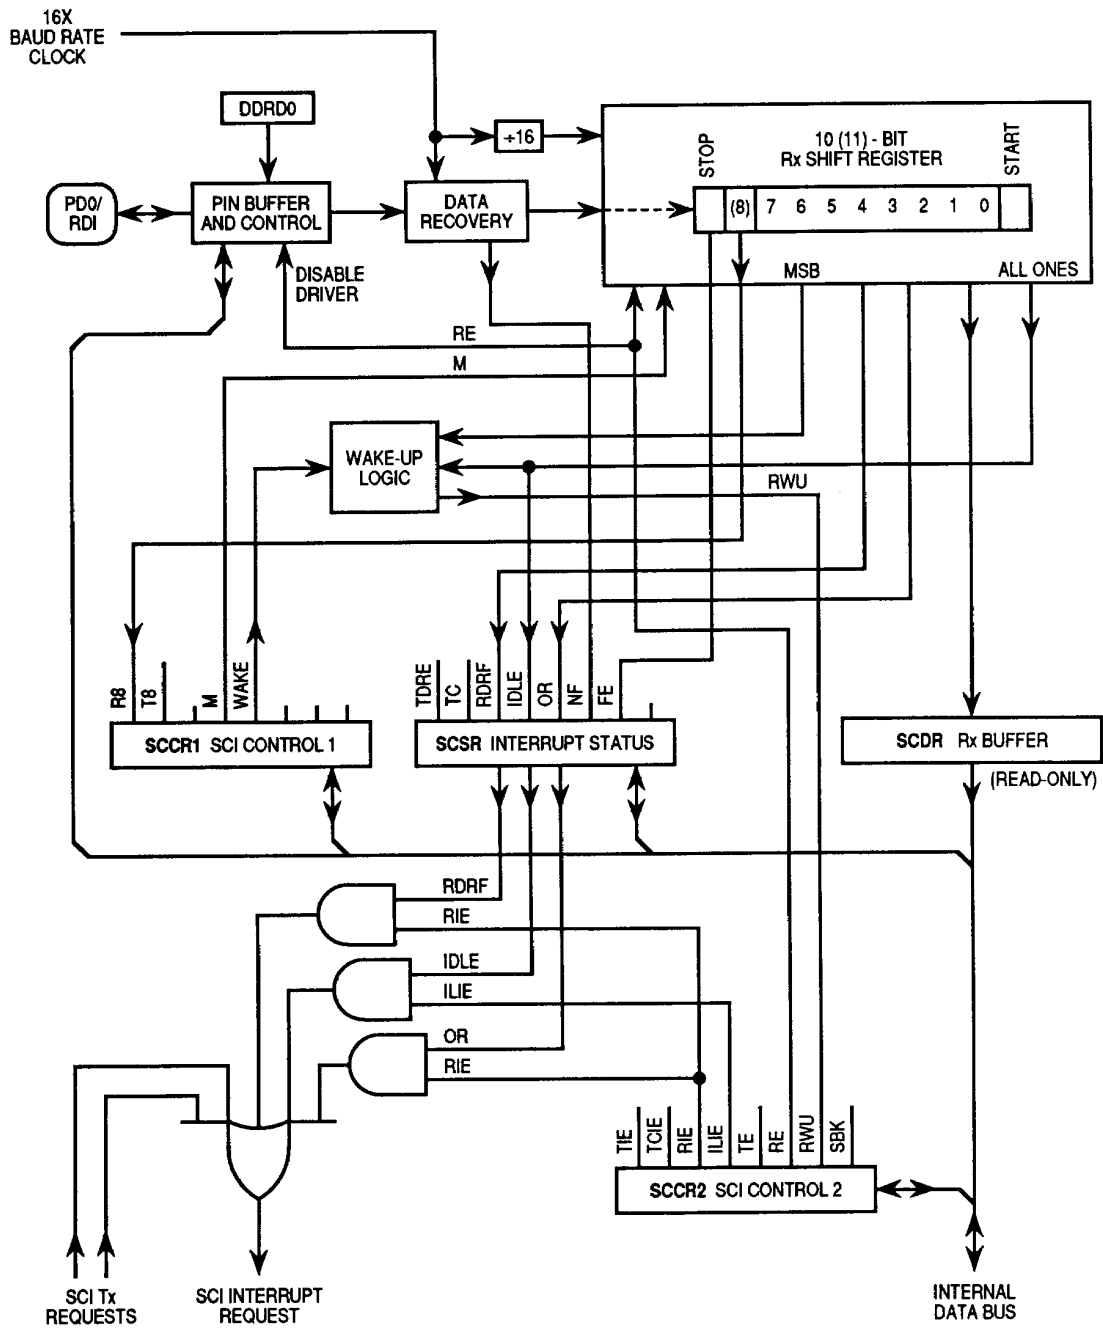 16X
BAUD RATE
CLOCK
DDRD0
÷16
10 (11) - BIT
Rx SHIFT REGISTER
STOP
START
(8) 7 6 5 4 3 2 1 0
PD0/
RDI
PIN BUFFER
AND CONTROL
DATA
RECOVERY
DISABLE
DRIVER
MSB
ALL ONES
RE
M
WAKE-UP
LOGIC
RWU
R8
T8
M
WAKE
TDRE
TC
RDRF
IDLE
OR
NF
FE
SCCR1 SCI CONTROL 1
SCSR INTERRUPT STATUS
SCDR Rx BUFFER
(READ-ONLY)
RDRF
RIE
IDLE
ILIE
OR
RIE
TIE
TCIE
RIE
ILIE
TE
RE
RWU
SBK
SCCR2 SCI CONTROL 2
SCI Tx
REQUESTS
SCI INTERRUPT
REQUEST
INTERNAL
DATA BUS